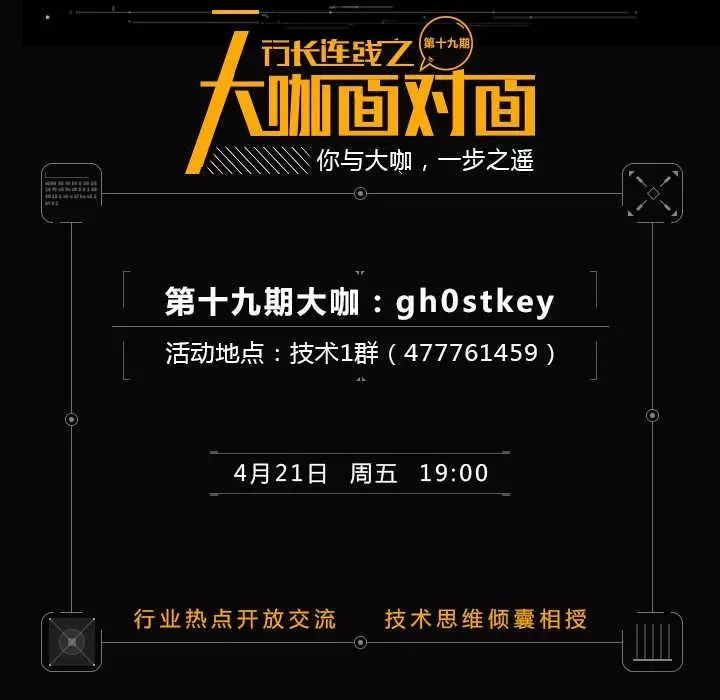 行长连线之
第十九期
大咖面对面
你与大咖，一步之遥
第十九期大咖：gh0stkey
活动地点：技术1群（477761459）
4月21日 周五 19:00
行业热点开放交流 技术思维倾囊相授